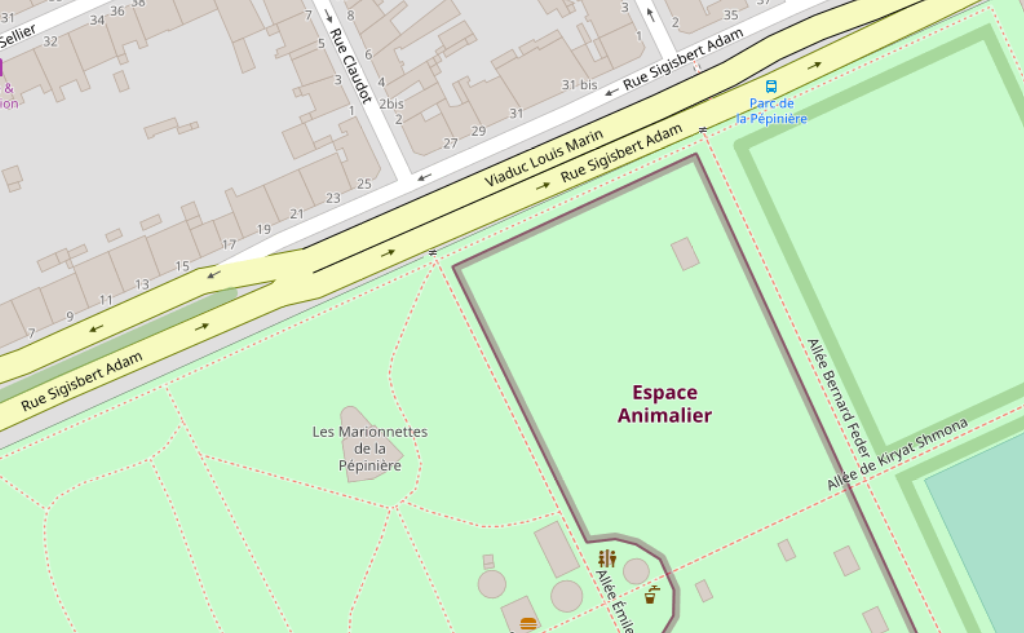 31
34
36
38
Sellier
32
7
8
5
6
Rue Claudot
3
4
2bis
1
2
3
2
35
37
Rue Sigisbert Adam
31 bis
31
29
27
Parc de
la Pépinière
&
ion
Viaduc Louis Marin
Rue Sigisbert Adam
25
23
21
19
17
15
13
11
9
7
Rue Sigisbert Adam
Espace
Animalier
Allée Bernard Feder
Allée de Kiryat Shmona
Les Marionnettes
de la
Pépinière
Allée Émile